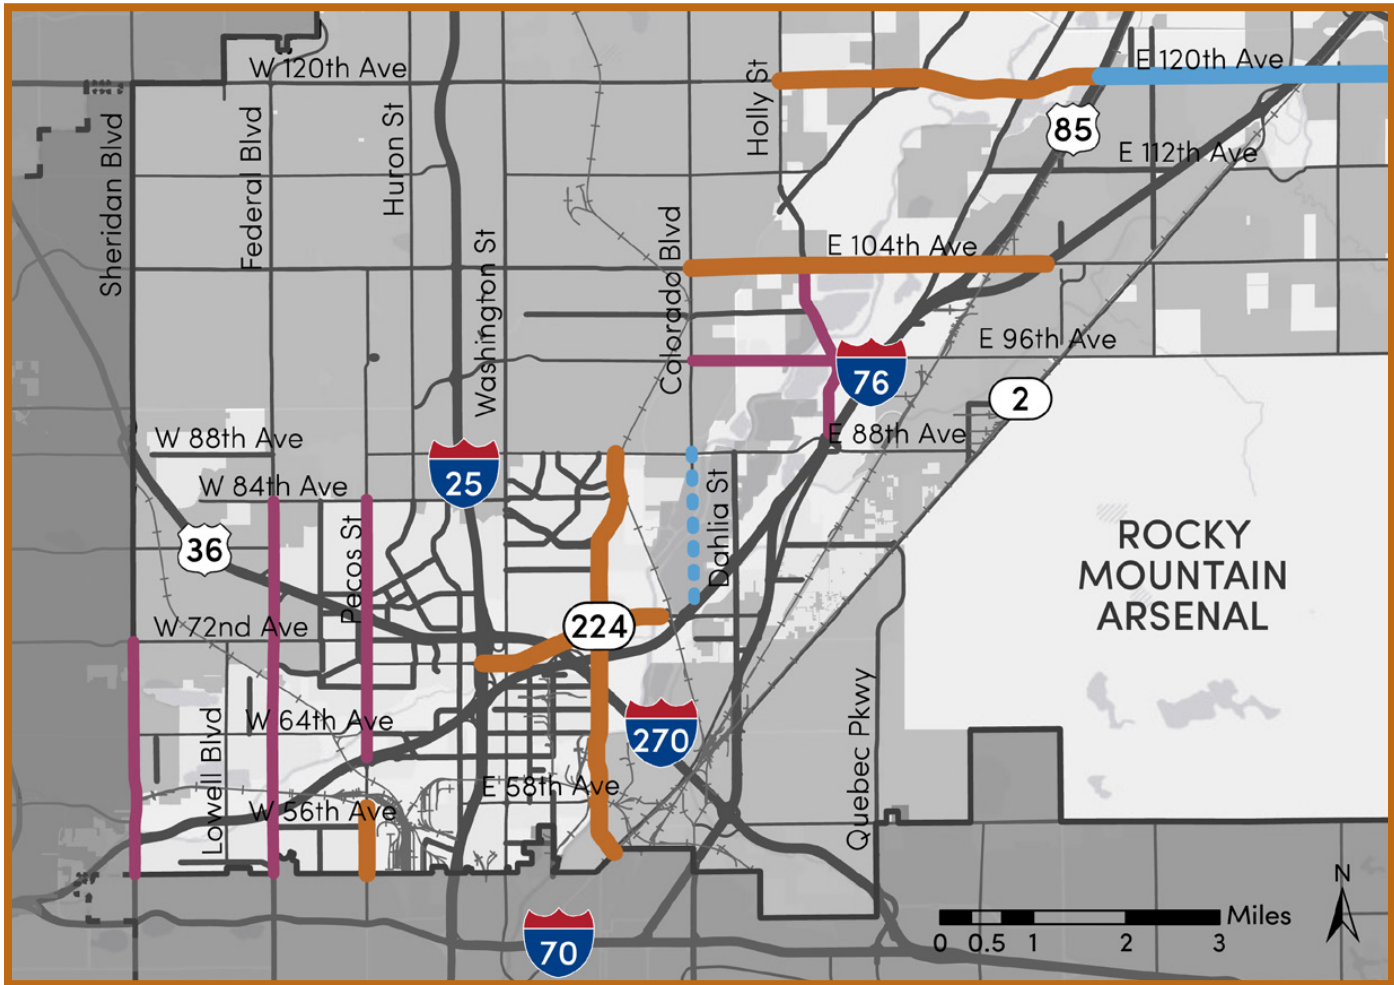 W 120th Ave
E 120th Ave
Holly St
Sheridan Blvd
Federal Blvd
Huron St
85
E 112th Ave
Washington St
Colorado Blvd
E 104th Ave
E 96th Ave
76
2
W 88th Ave
E 88th Ave
25
W 84th Ave
Pecos St
Dahlia St
36
ROCKY
MOUNTAIN
ARSENAL
W 72nd Ave
224
Lowell Blvd
W 64th Ave
270
Quebec Pkwy
E 58th Ave
W 56th Ave
70
N
Miles
0 0.5 1 2 3